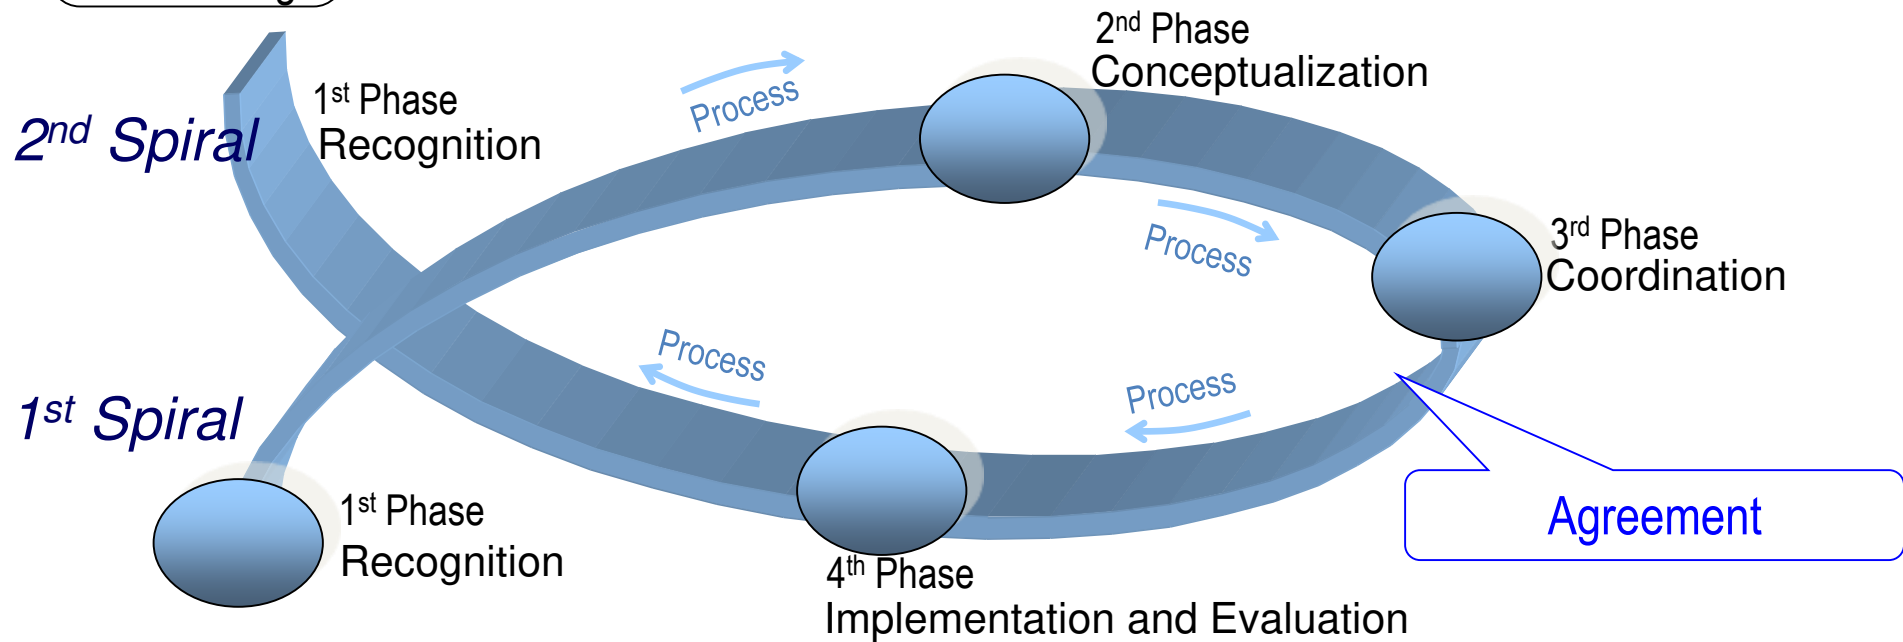 2nd Phase
Conceptualization
1st Phase
Recognition
Process
2nd Spiral
Process
3rd Phase
Coordination
Process
Process
1st Spiral
Agreement
1st Phase
Recognition
4th Phase
Implementation and Evaluation